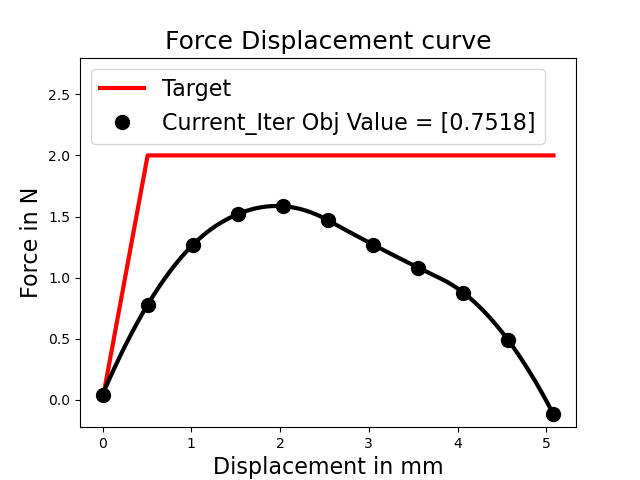 Force Displacement curve
Target
Current_Iter Obj Value = [0.7518]
2.5
2.0
1.5
1.0
0.5
0.0
Force in N
0 1 2 3 4 5
Displacement in mm